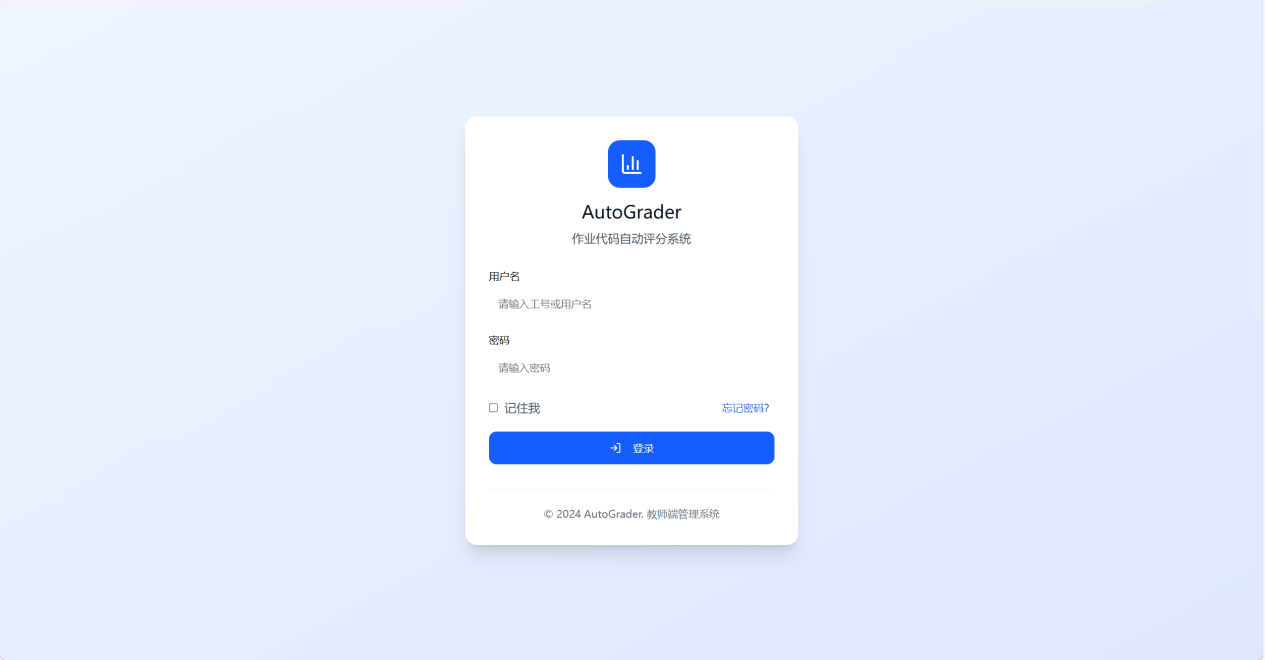 AutoGrader
作业代码自动评分系统
用户名
请输入工号或用户名
密码
请输入密码
记住我 忘记密码?
登录
© 2024 AutoGrader. 教师端管理系统